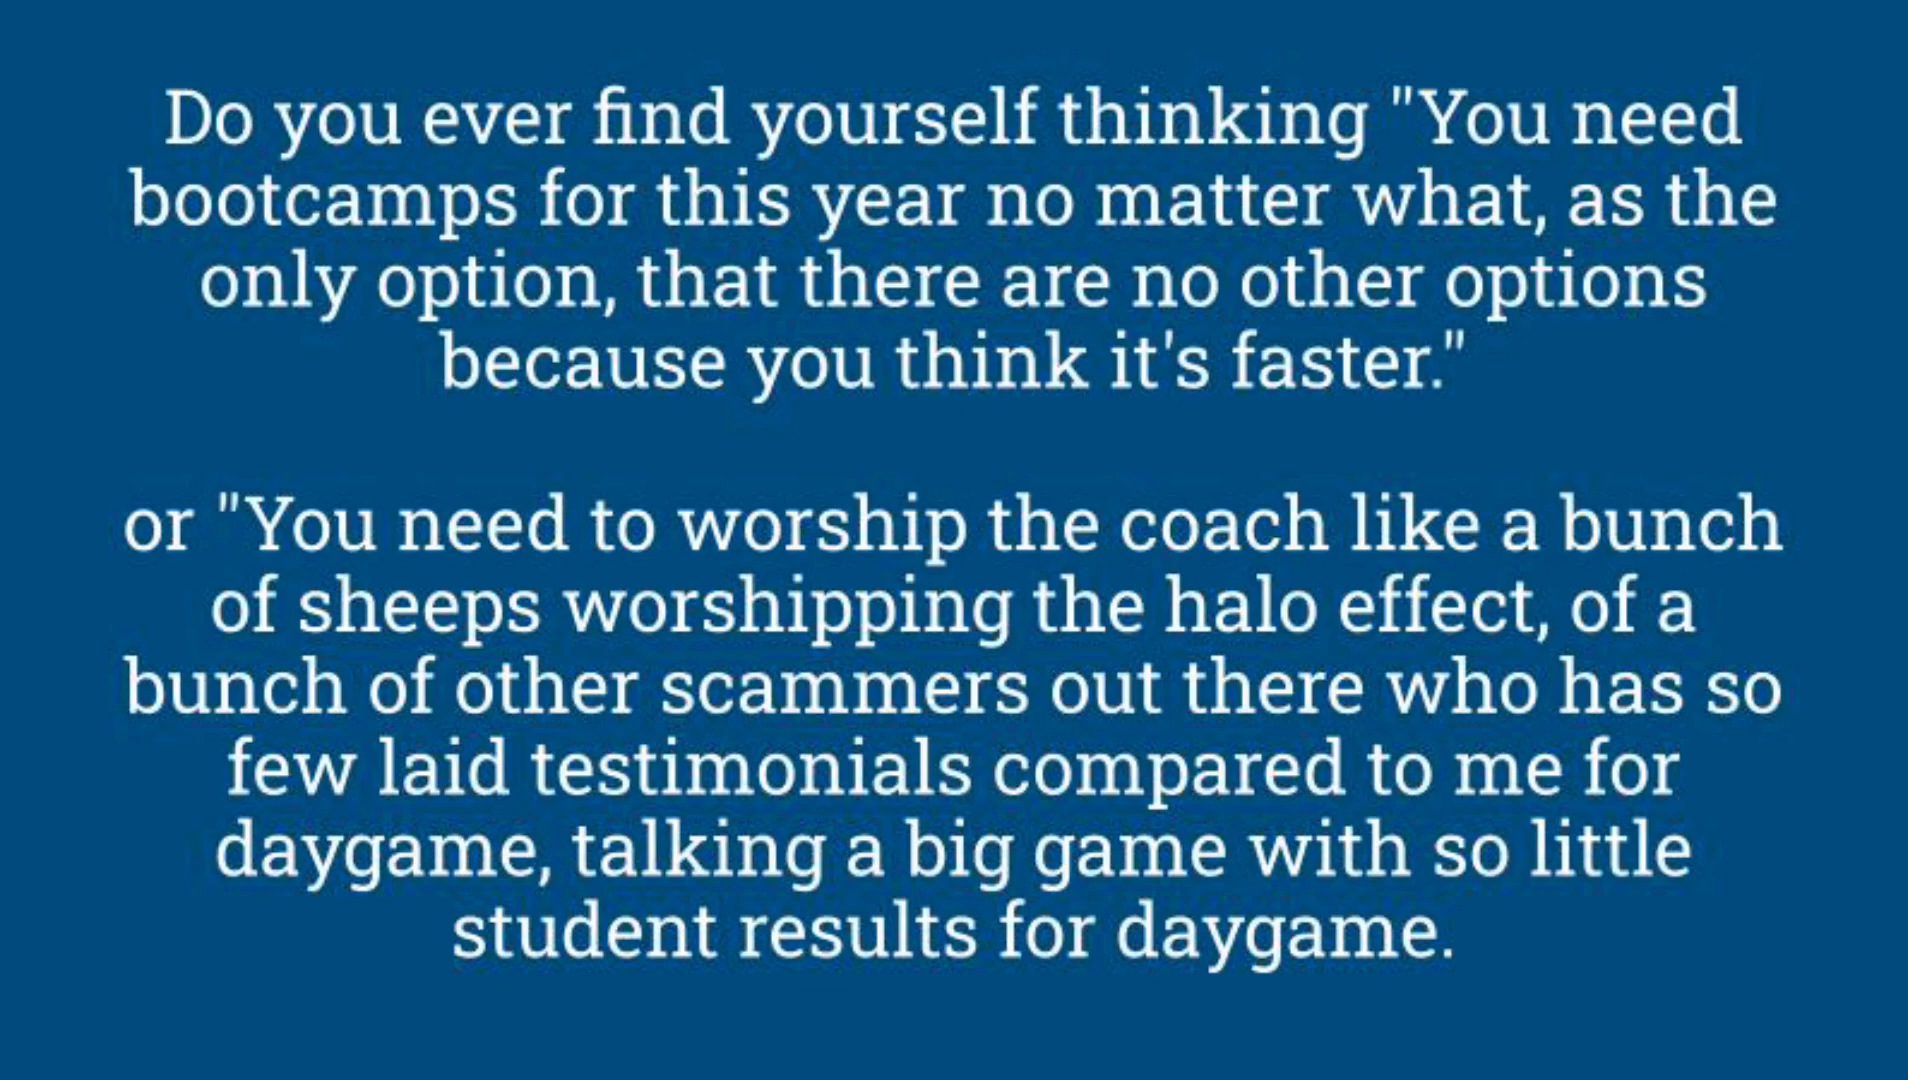 Do you ever find yourself thinking "You need
bootcamps for this year no matter what, as the
only option, that there are no other options
because you think it's faster."
or "You need to worship the coach like a bunch
of sheeps worshipping the halo effect, of a
bunch of other scammers out there who has so
few laid testimonials compared to me for
daygame, talking a big game with so little
student results for daygame.